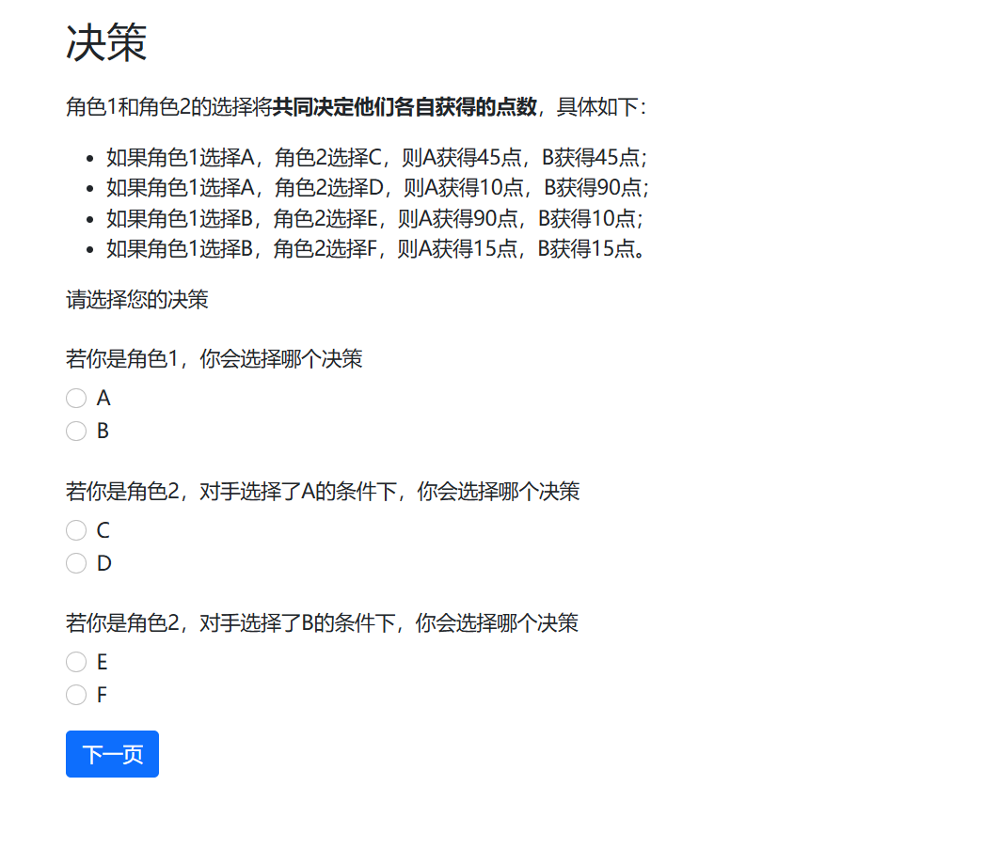 决策
角色1和角色2的选择将共同决定他们各自获得的点数，具体如下：
如果角色1选择A，角色2选择C，则A获得45点，B获得45点；
如果角色1选择A，角色2选择D，则A获得10点，B获得90点；
如果角色1选择B，角色2选择E，则A获得90点，B获得10点；
如果角色1选择B，角色2选择F，则A获得15点，B获得15点。
请选择您的决策
若你是角色1，你会选择哪个决策
A
B
若你是角色2，对手选择了A的条件下，你会选择哪个决策
C
D
若你是角色2，对手选择了B的条件下，你会选择哪个决策
E
F
下一页